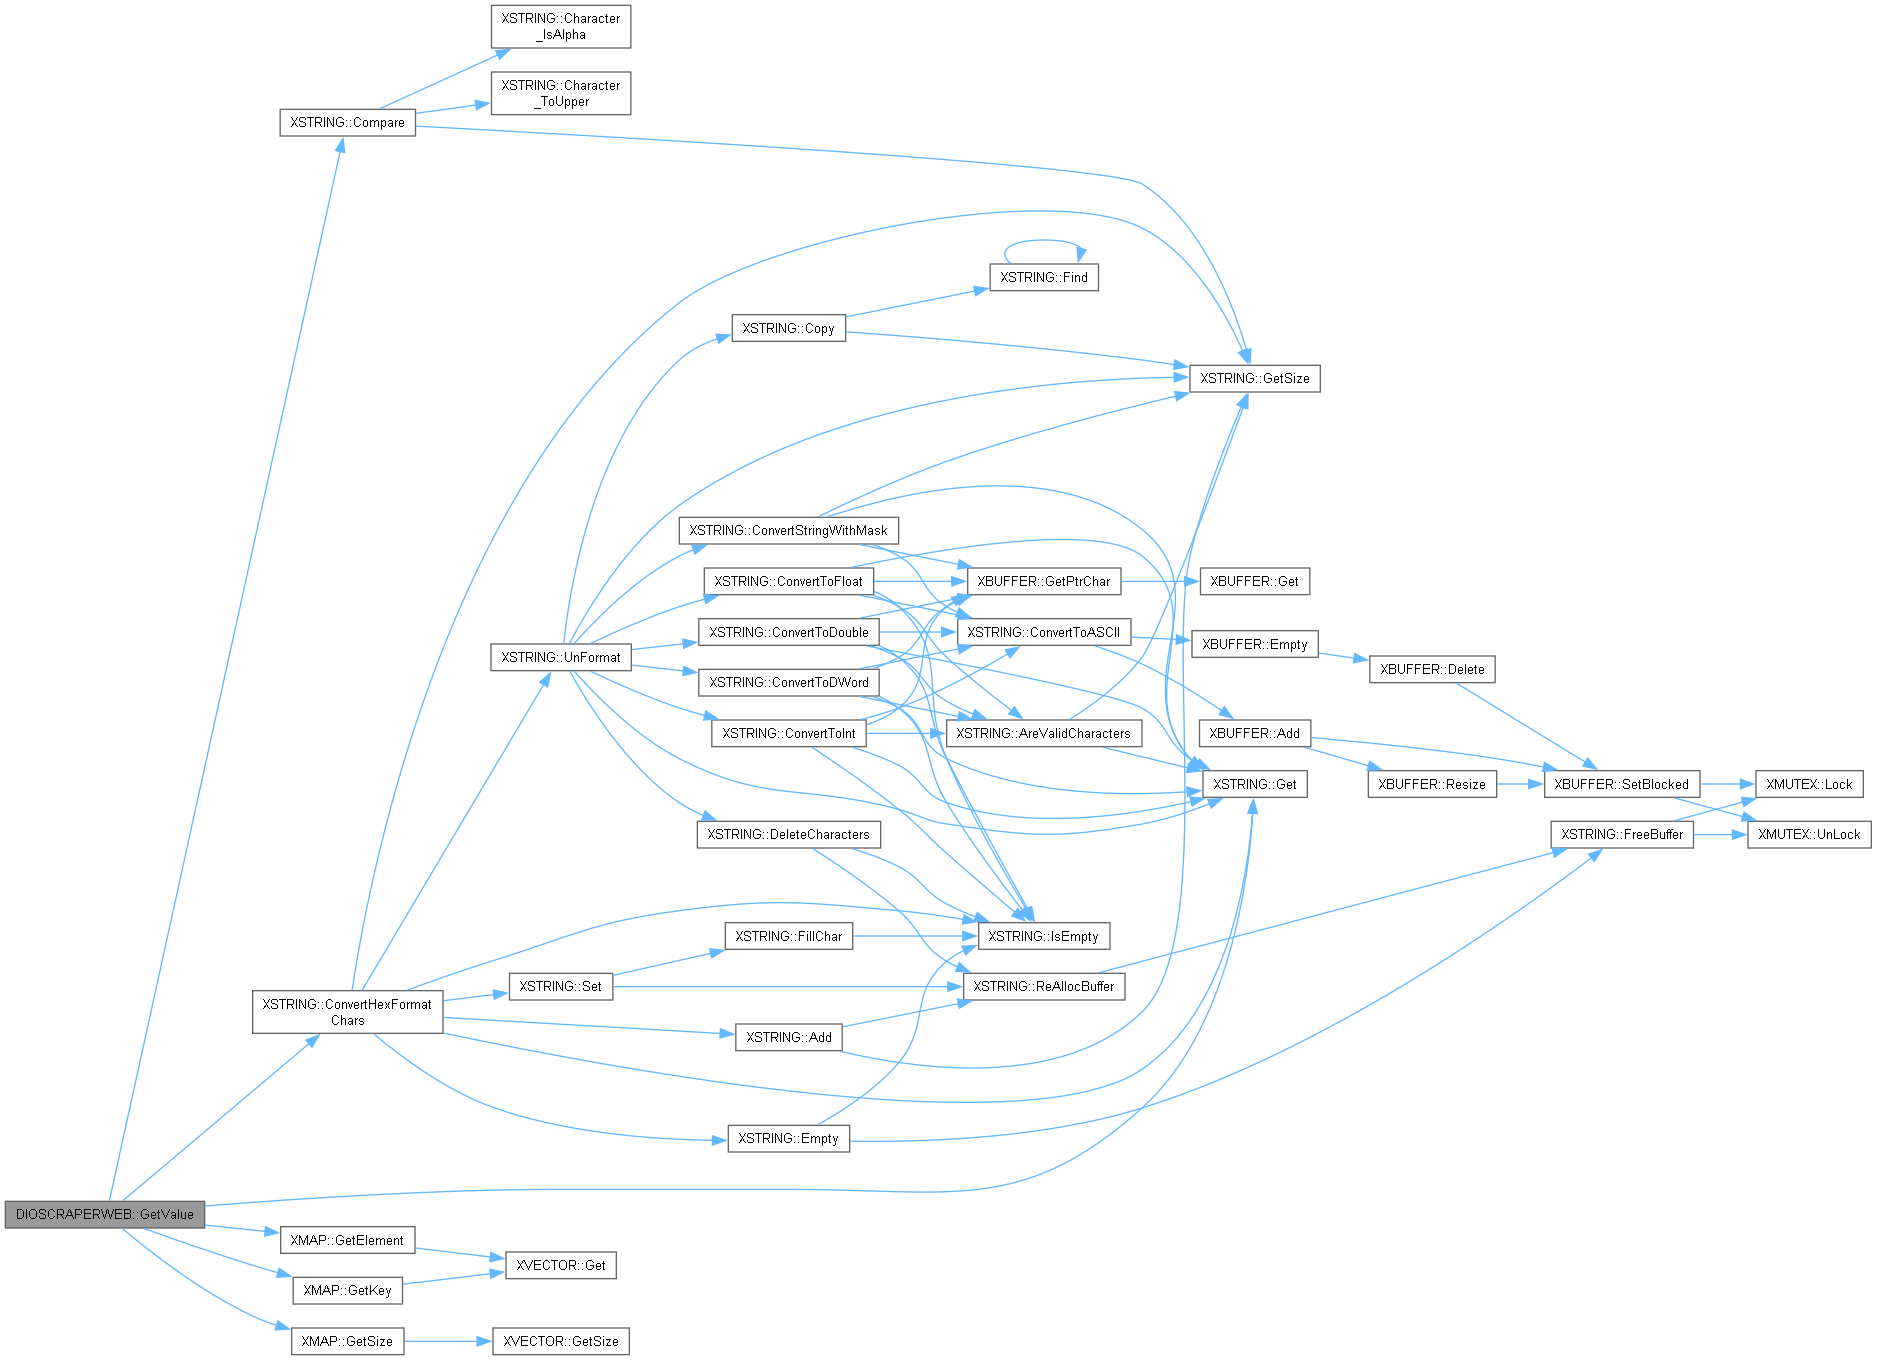 XSTRING::Character
_IsAlpha
XSTRING::Character
_ToUpper
XSTRING::Compare
XSTRING::Find
XSTRING::Copy
XSTRING::GetSize
XSTRING::ConvertStringWithMask
XSTRING::ConvertToFloat
XBUFFER::GetPtrChar
XBUFFER::Get
XSTRING::ConvertToDouble
XSTRING::ConvertToASCII
XBUFFER::Empty
XSTRING::UnFormat
XBUFFER::Delete
XSTRING::ConvertToDWord
XSTRING::ConvertToInt
XSTRING::AreValidCharacters
XBUFFER::Add
XSTRING::Get
XBUFFER::Resize
XBUFFER::SetBlocked
XMUTEX::Lock
XSTRING::DeleteCharacters
XSTRING::FreeBuffer
XMUTEX::UnLock
XSTRING::FillChar
XSTRING::IsEmpty
XSTRING::Set
XSTRING::ReAllocBuffer
XSTRING::ConvertHexFormat
Chars
XSTRING::Add
XSTRING::Empty
DIOSCRAPERWEB::GetValue
XMAP::GetElement
XVECTOR::Get
XMAP::GetKey
XMAP::GetSize
XVECTOR::GetSize